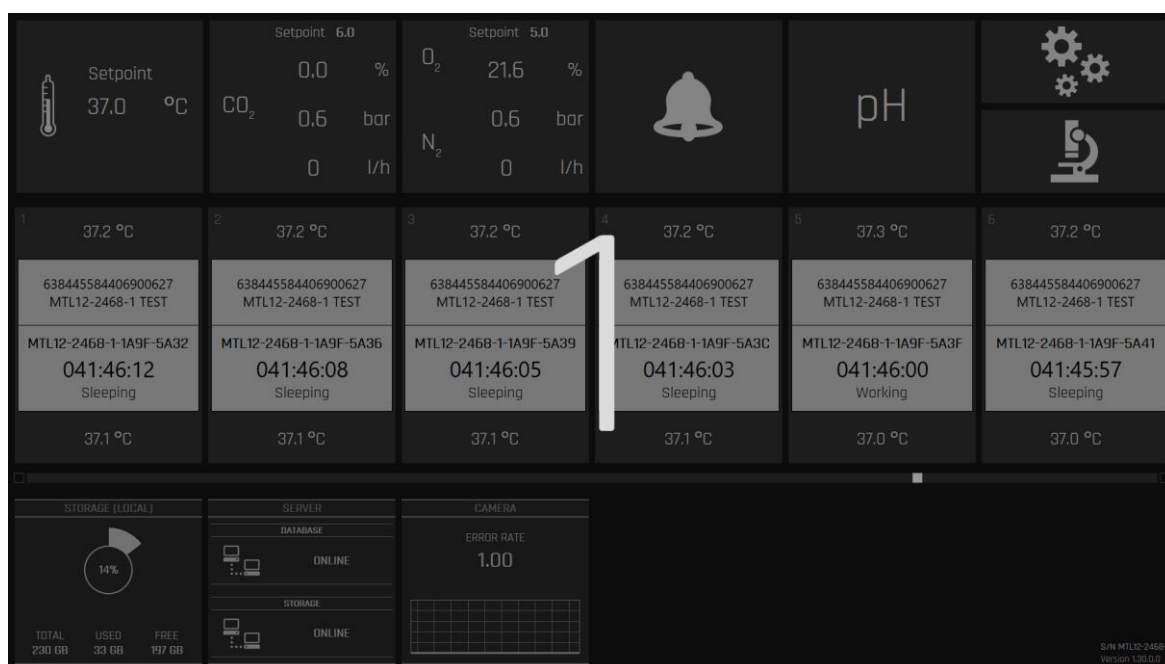 Setpoint
37.0 °C
Setpoint 6.0
CO₂
0.0 %
0.6 bar
0 l/h
Setpoint 5.0
O₂ 21.6 %
0.6 bar
N₂
0 l/h
pH
1 37.2 °C
638445584406900627
MTL12-2468-1 TEST
MTL12-2468-1-1A9F-5A32
041:46:12
Sleeping
37.1 °C
2 37.2 °C
638445584406900627
MTL12-2468-1 TEST
MTL12-2468-1-1A9F-5A36
041:46:08
Sleeping
37.1 °C
3 37.2 °C
638445584406900627
MTL12-2468-1 TEST
MTL12-2468-1-1A9F-5A39
041:46:05
Sleeping
37.1 °C
4 37.2 °C
638445584406900627
MTL12-2468-1 TEST
MTL12-2468-1-1A9F-5A3C
041:46:03
Sleeping
37.1 °C
5 37.3 °C
638445584406900627
MTL12-2468-1 TEST
MTL12-2468-1-1A9F-5A3F
041:46:00
Working
37.0 °C
6 37.2 °C
638445584406900627
MTL12-2468-1 TEST
MTL12-2468-1-1A9F-5A41
041:45:57
Sleeping
37.0 °C
1
STORAGE (LOCAL)
14%
TOTAL USED FREE
230 GB 33 GB 197 GB
SERVER
DATABASE
ONLINE
STORAGE
ONLINE
CAMERA
ERROR RATE
1.00
S/N MTL12-2468
Version 1.30.0.0